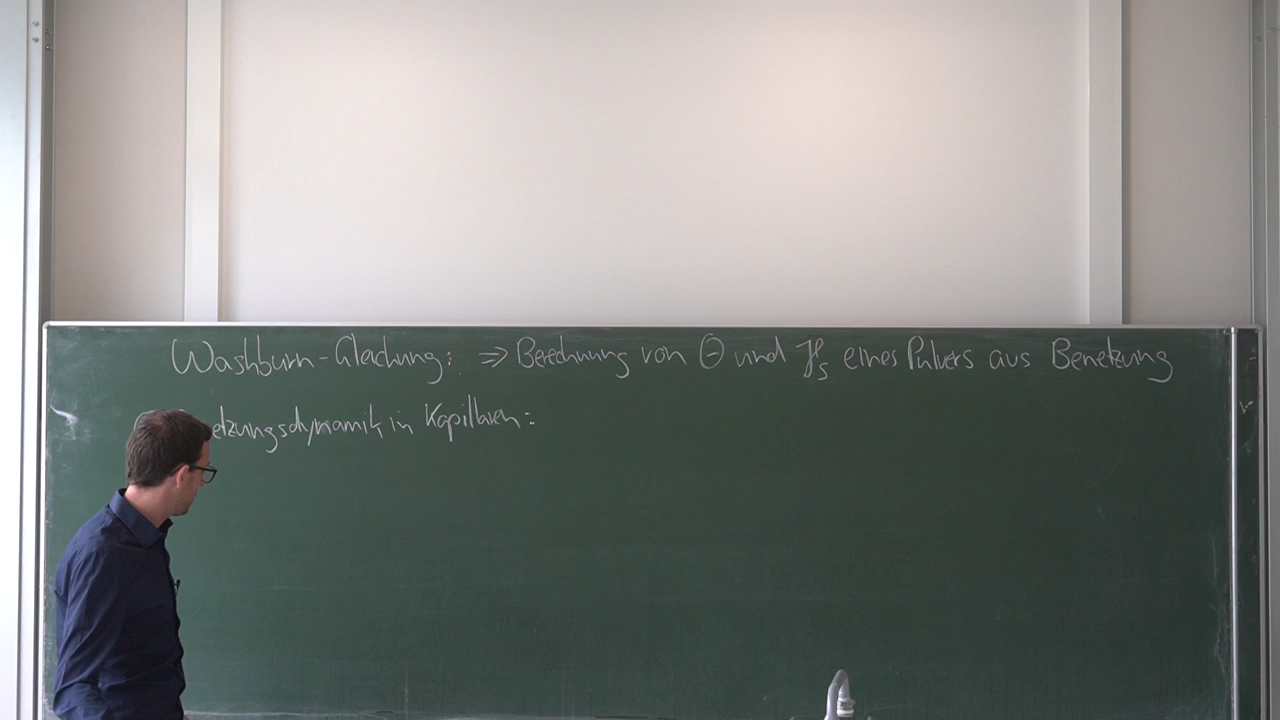 Washburn-Gleichung: ⇒ Berechnung von Θ und γs eines Pulvers aus Benetzung
etzungsdynamik in Kapillaren: